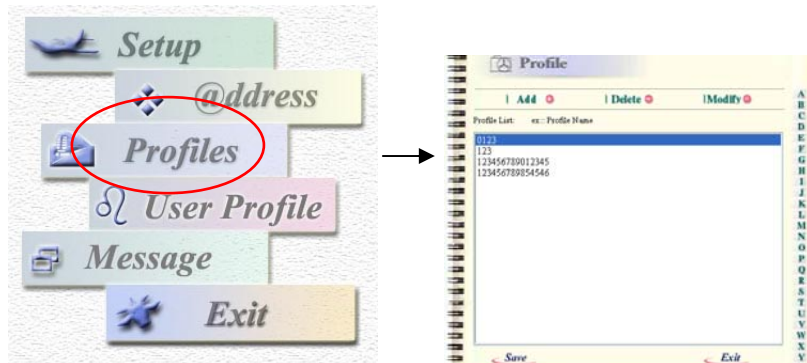 Setup
@ddress
Profiles
User Profile
Message
Exit
Profile
| Add | Delete | Modify
Profile List: ex:: Profile Name
0123
123
123456789012345
123456789854546
Save Exit
A
B
C
D
E
F
G
H
I
J
K
L
M
N
O
P
Q
R
S
T
U
V
W
X